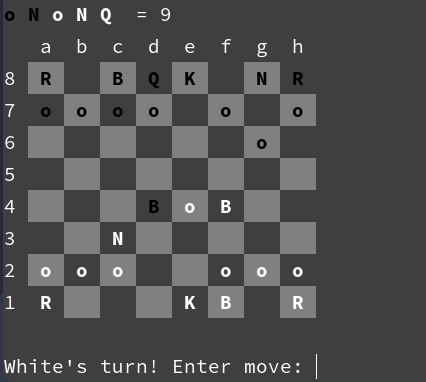 o N o N Q = 9
a b c d e f g h
8 R B Q K N R
7 o o o o o o
6 o
5
4 B o B
3 N
2 o o o o o o
1 R K B R
White's turn! Enter move: